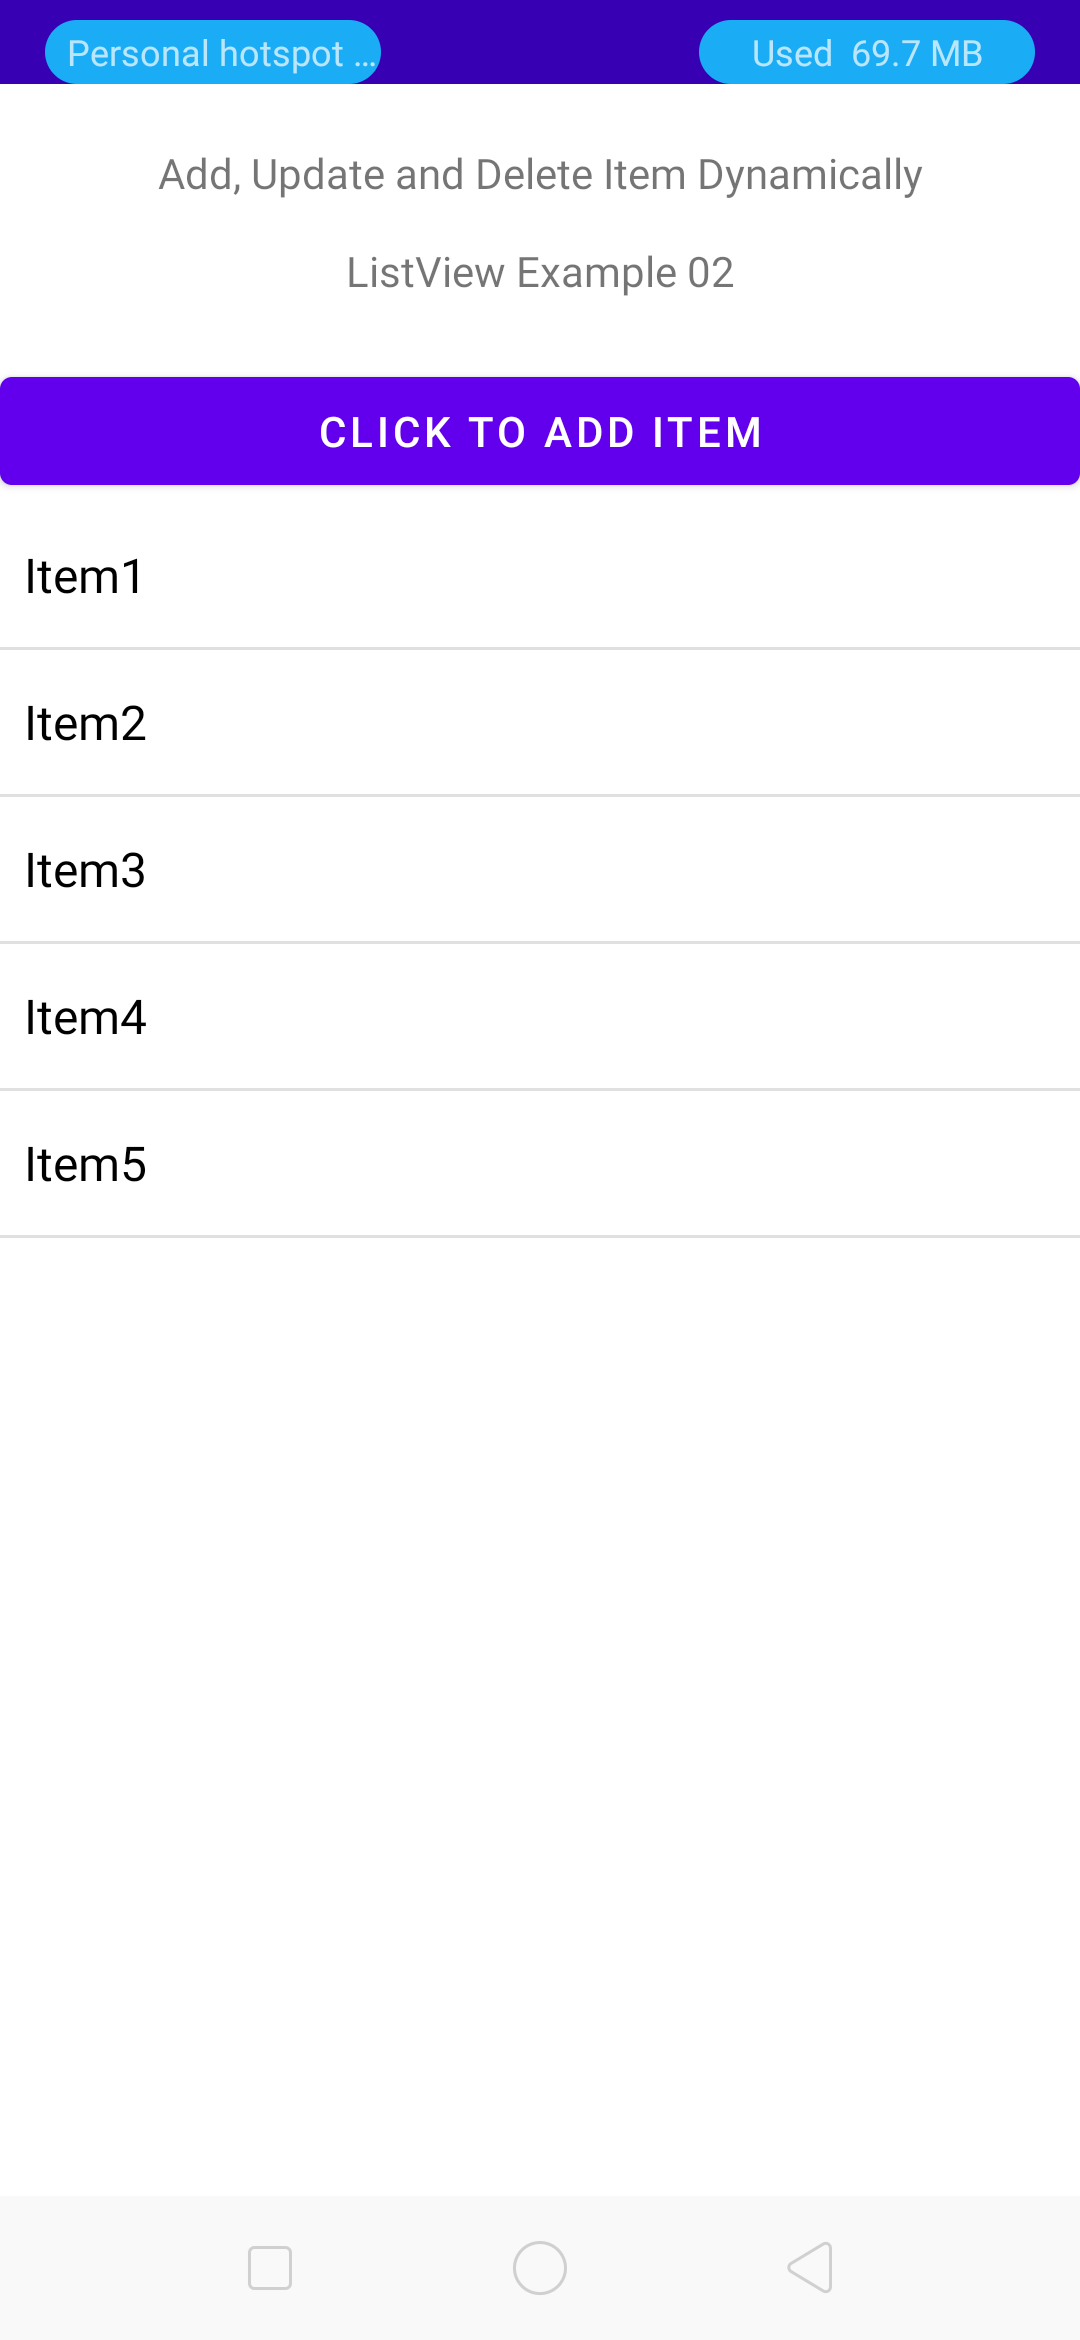 Personal hotspot ...
Used 69.7 MB
Add, Update and Delete Item Dynamically
ListView Example 02
CLICK TO ADD ITEM
Item1
Item2
Item3
Item4
Item5